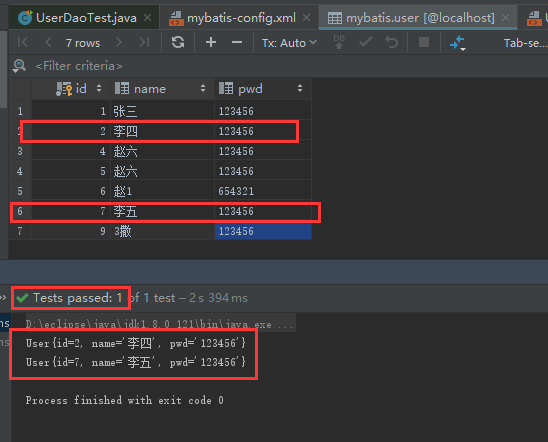 UserDaoTest.java mybatis-config.xml mybatis.user [@localhost]
7 rows Tx: Auto DB Tab-se...
<Filter criteria>
id name pwd
1 1 张三 123456
2 2 李四 123456
3 4 赵六 123456
4 5 赵六 123456
5 6 赵1 654321
6 7 李五 123456
7 9 3撒 123456
Tests passed: 1 of 1 test – 2 s 394 ms
ms D:\eclipse\java\jdk1.8.0_121\bin\java.exe ...
ms User{id=2, name='李四', pwd='123456'}
User{id=7, name='李五', pwd='123456'}
Process finished with exit code 0